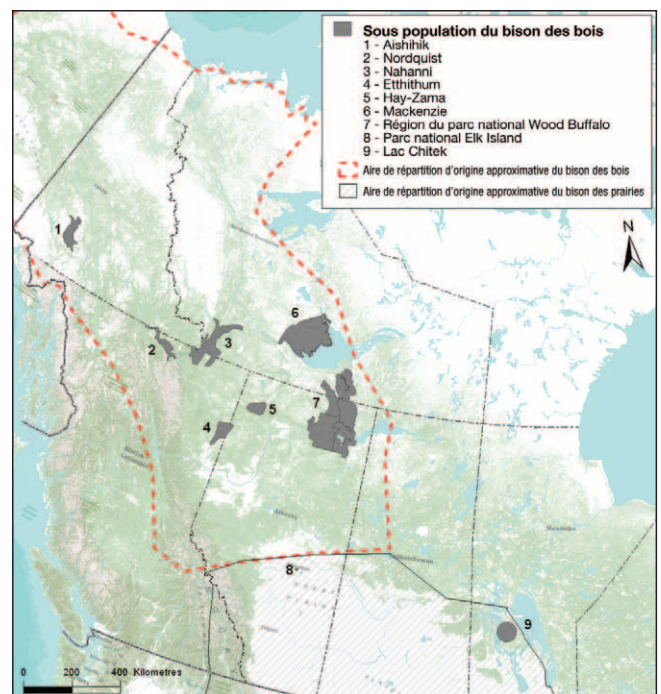 Sous population du bison des bois
1 - Aishihik
2 - Nordquist
3 - Nahanni
4 - Etthithum
5 - Hay-Zama
6 - Mackenzie
7 - Région du parc national Wood Buffalo
8 - Parc national Elk Island
9 - Lac Chitek
Aire de répartition d'origine approximative du bison des bois
Aire de répartition d'origine approximative du bison des prairies
N
1
6
2
3
7
5
4
8
9
0 200 400 Kilometres